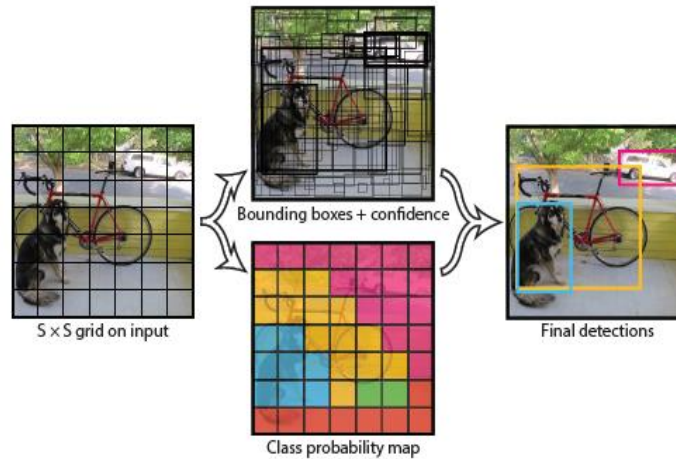 Bounding boxes + confidence
S × S grid on input
Final detections
Class probability map